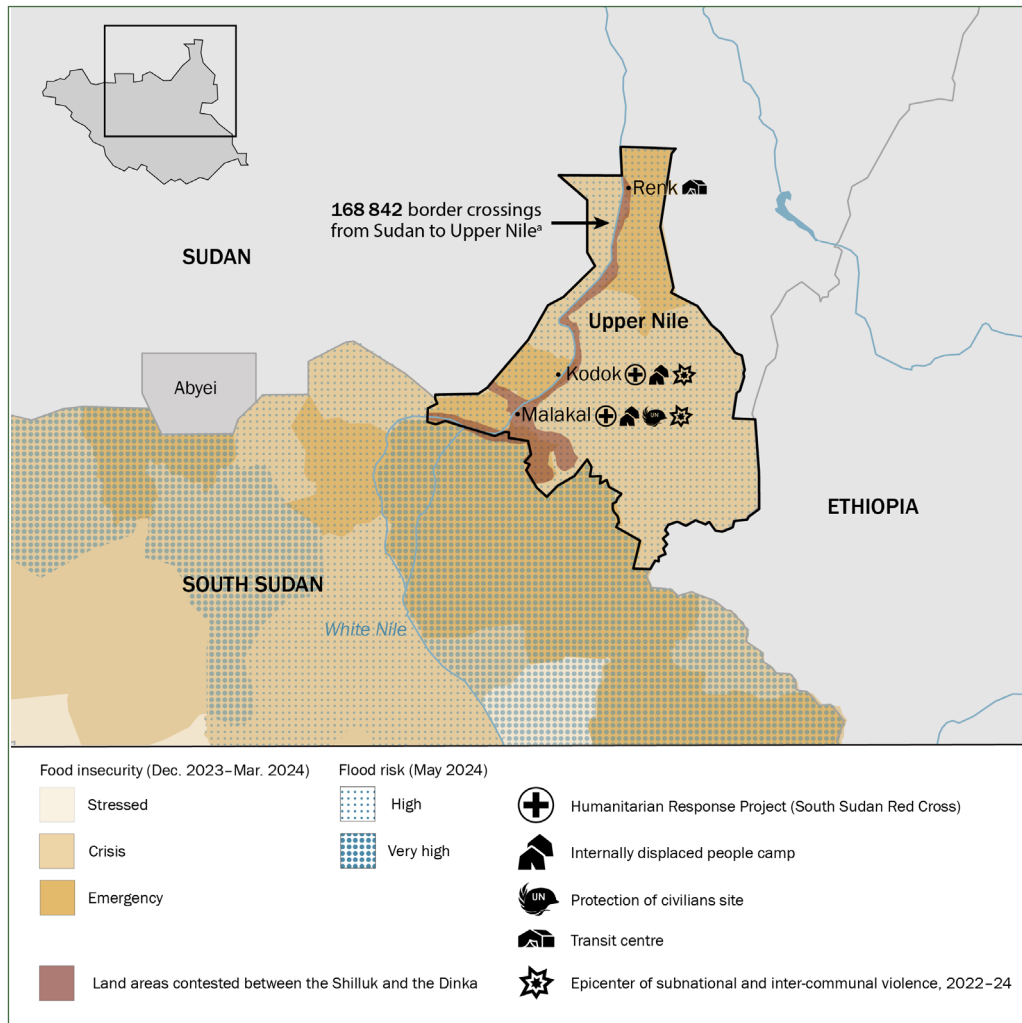 Renk
168 842 border crossings
from Sudan to Upper Nileᵃ
SUDAN
Upper Nile
Abyei
Kodok
Malakal
UN
ETHIOPIA
SOUTH SUDAN
White Nile
Food insecurity (Dec. 2023–Mar. 2024)
Stressed
Crisis
Emergency
Land areas contested between the Shilluk and the Dinka
Flood risk (May 2024)
High
Very high
Humanitarian Response Project (South Sudan Red Cross)
Internally displaced people camp
UN
Protection of civilians site
Transit centre
Epicenter of subnational and inter-communal violence, 2022–24